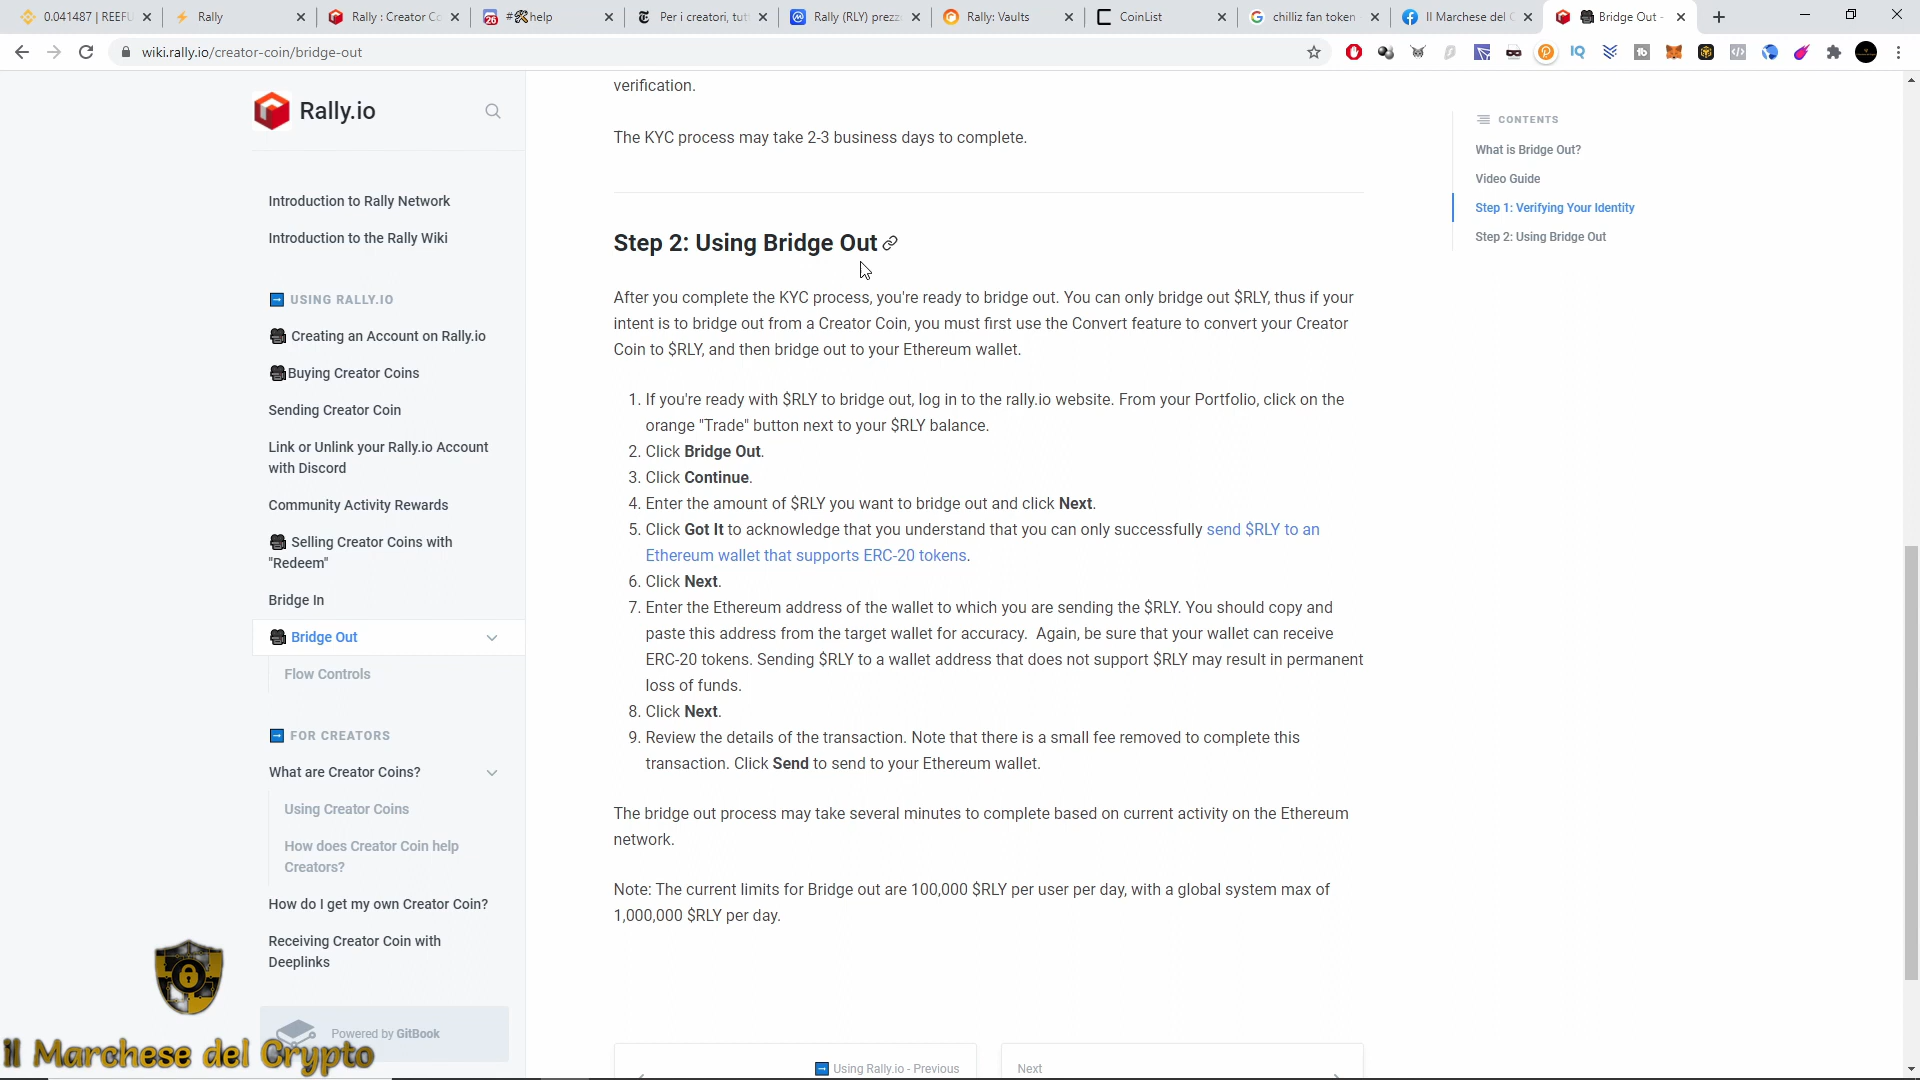 0.041487 | REEFU
Rally
Rally : Creator Co
#🛠help
Per i creatori, tut
Rally (RLY) prezz
Rally: Vaults
CoinList
chilliz fan token
Il Marchese del C
Bridge Out -
wiki.rally.io/creator-coin/bridge-out
Rally.io
Introduction to Rally Network
Introduction to the Rally Wiki
USING RALLY.IO
Creating an Account on Rally.io
Buying Creator Coins
Sending Creator Coin
Link or Unlink your Rally.io Account
with Discord
Community Activity Rewards
Selling Creator Coins with
"Redeem"
Bridge In
Bridge Out
Flow Controls
FOR CREATORS
What are Creator Coins?
Using Creator Coins
How does Creator Coin help
Creators?
How do I get my own Creator Coin?
Receiving Creator Coin with
Deeplinks
Powered by GitBook
Il Marchese del Crypto
verification.
The KYC process may take 2-3 business days to complete.
Step 2: Using Bridge Out
After you complete the KYC process, you're ready to bridge out. You can only bridge out $RLY, thus if your
intent is to bridge out from a Creator Coin, you must first use the Convert feature to convert your Creator
Coin to $RLY, and then bridge out to your Ethereum wallet.
1. If you're ready with $RLY to bridge out, log in to the rally.io website. From your Portfolio, click on the
orange "Trade" button next to your $RLY balance.
2. Click Bridge Out.
3. Click Continue.
4. Enter the amount of $RLY you want to bridge out and click Next.
5. Click Got It to acknowledge that you understand that you can only successfully send $RLY to an
Ethereum wallet that supports ERC-20 tokens.
6. Click Next.
7. Enter the Ethereum address of the wallet to which you are sending the $RLY. You should copy and
paste this address from the target wallet for accuracy. Again, be sure that your wallet can receive
ERC-20 tokens. Sending $RLY to a wallet address that does not support $RLY may result in permanent
loss of funds.
8. Click Next.
9. Review the details of the transaction. Note that there is a small fee removed to complete this
transaction. Click Send to send to your Ethereum wallet.
The bridge out process may take several minutes to complete based on current activity on the Ethereum
network.
Note: The current limits for Bridge out are 100,000 $RLY per user per day, with a global system max of
1,000,000 $RLY per day.
Using Rally.io - Previous
Next
CONTENTS
What is Bridge Out?
Video Guide
Step 1: Verifying Your Identity
Step 2: Using Bridge Out